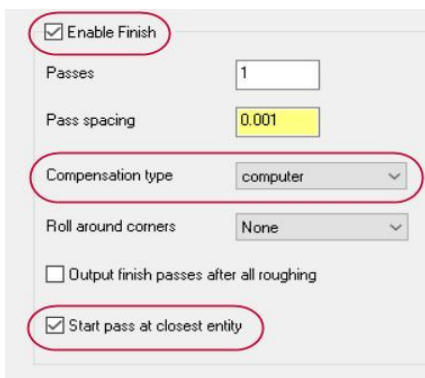 Enable Finish
Passes 1
Pass spacing 0.001
Compensation type computer
Roll around corners None
Output finish passes after all roughing
Start pass at closest entity